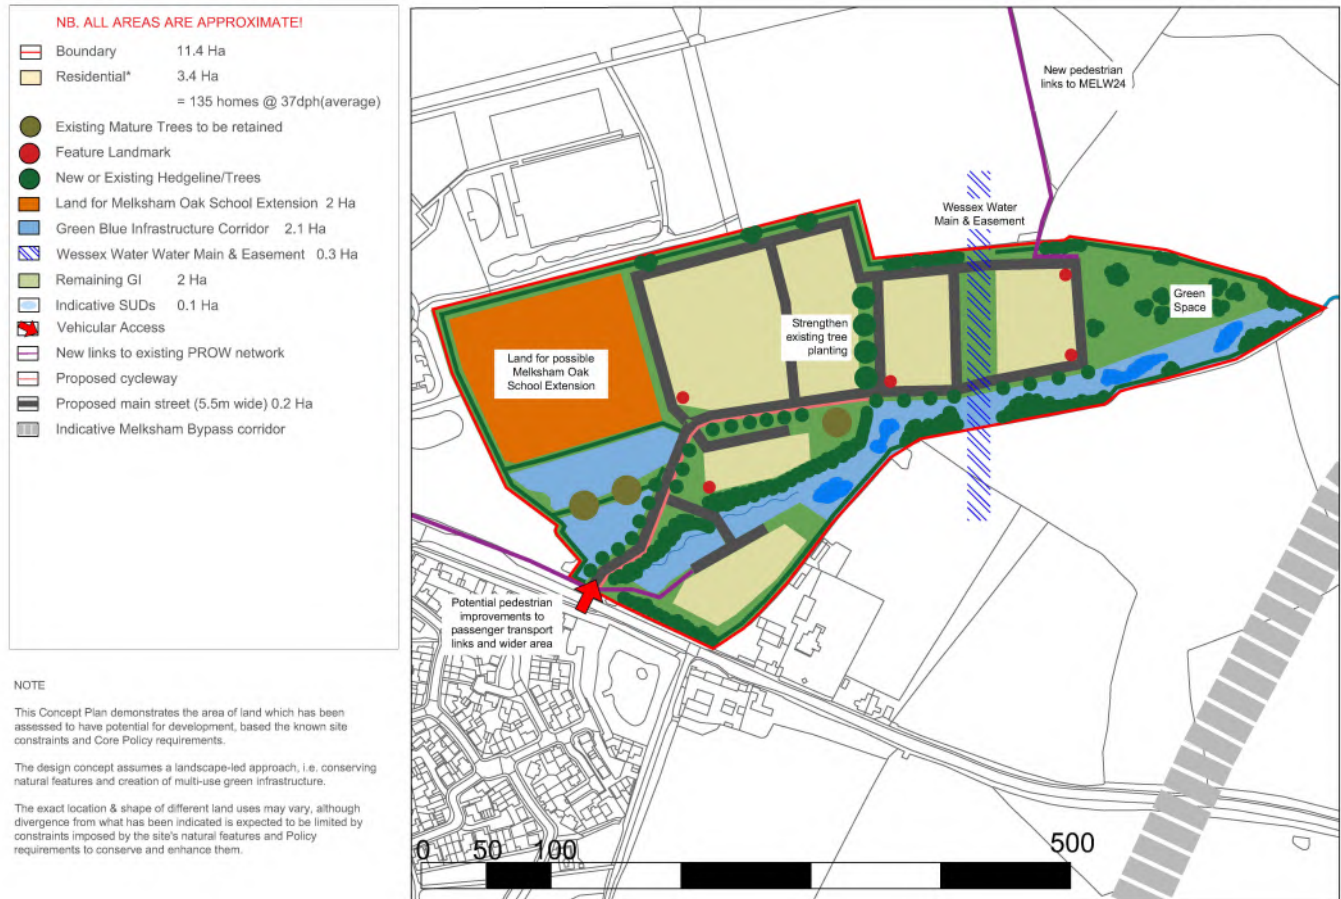 NB. ALL AREAS ARE APPROXIMATE!
Boundary 11.4 Ha
Residential* 3.4 Ha
= 135 homes @ 37dph(average)
Existing Mature Trees to be retained
Feature Landmark
New or Existing Hedgeline/Trees
Land for Melksham Oak School Extension 2 Ha
Green Blue Infrastructure Corridor 2.1 Ha
Wessex Water Water Main & Easement 0.3 Ha
Remaining GI 2 Ha
Indicative SUDs 0.1 Ha
Vehicular Access
New links to existing PROW network
Proposed cycleway
Proposed main street (5.5m wide) 0.2 Ha
Indicative Melksham Bypass corridor
NOTE
This Concept Plan demonstrates the area of land which has been
assessed to have potential for development, based the known site
constraints and Core Policy requirements.
The design concept assumes a landscape-led approach, i.e. conserving
natural features and creation of multi-use green infrastructure.
The exact location & shape of different land uses may vary, although
divergence from what has been indicated is expected to be limited by
constraints imposed by the site's natural features and Policy
requirements to conserve and enhance them.
New pedestrian
links to MELW24
Wessex Water
Main & Easement
Green
Space
Strengthen
existing tree
planting
Land for possible
Melksham Oak
School Extension
Potential pedestrian
improvements to
passenger transport
links and wider area
0 50 100 500